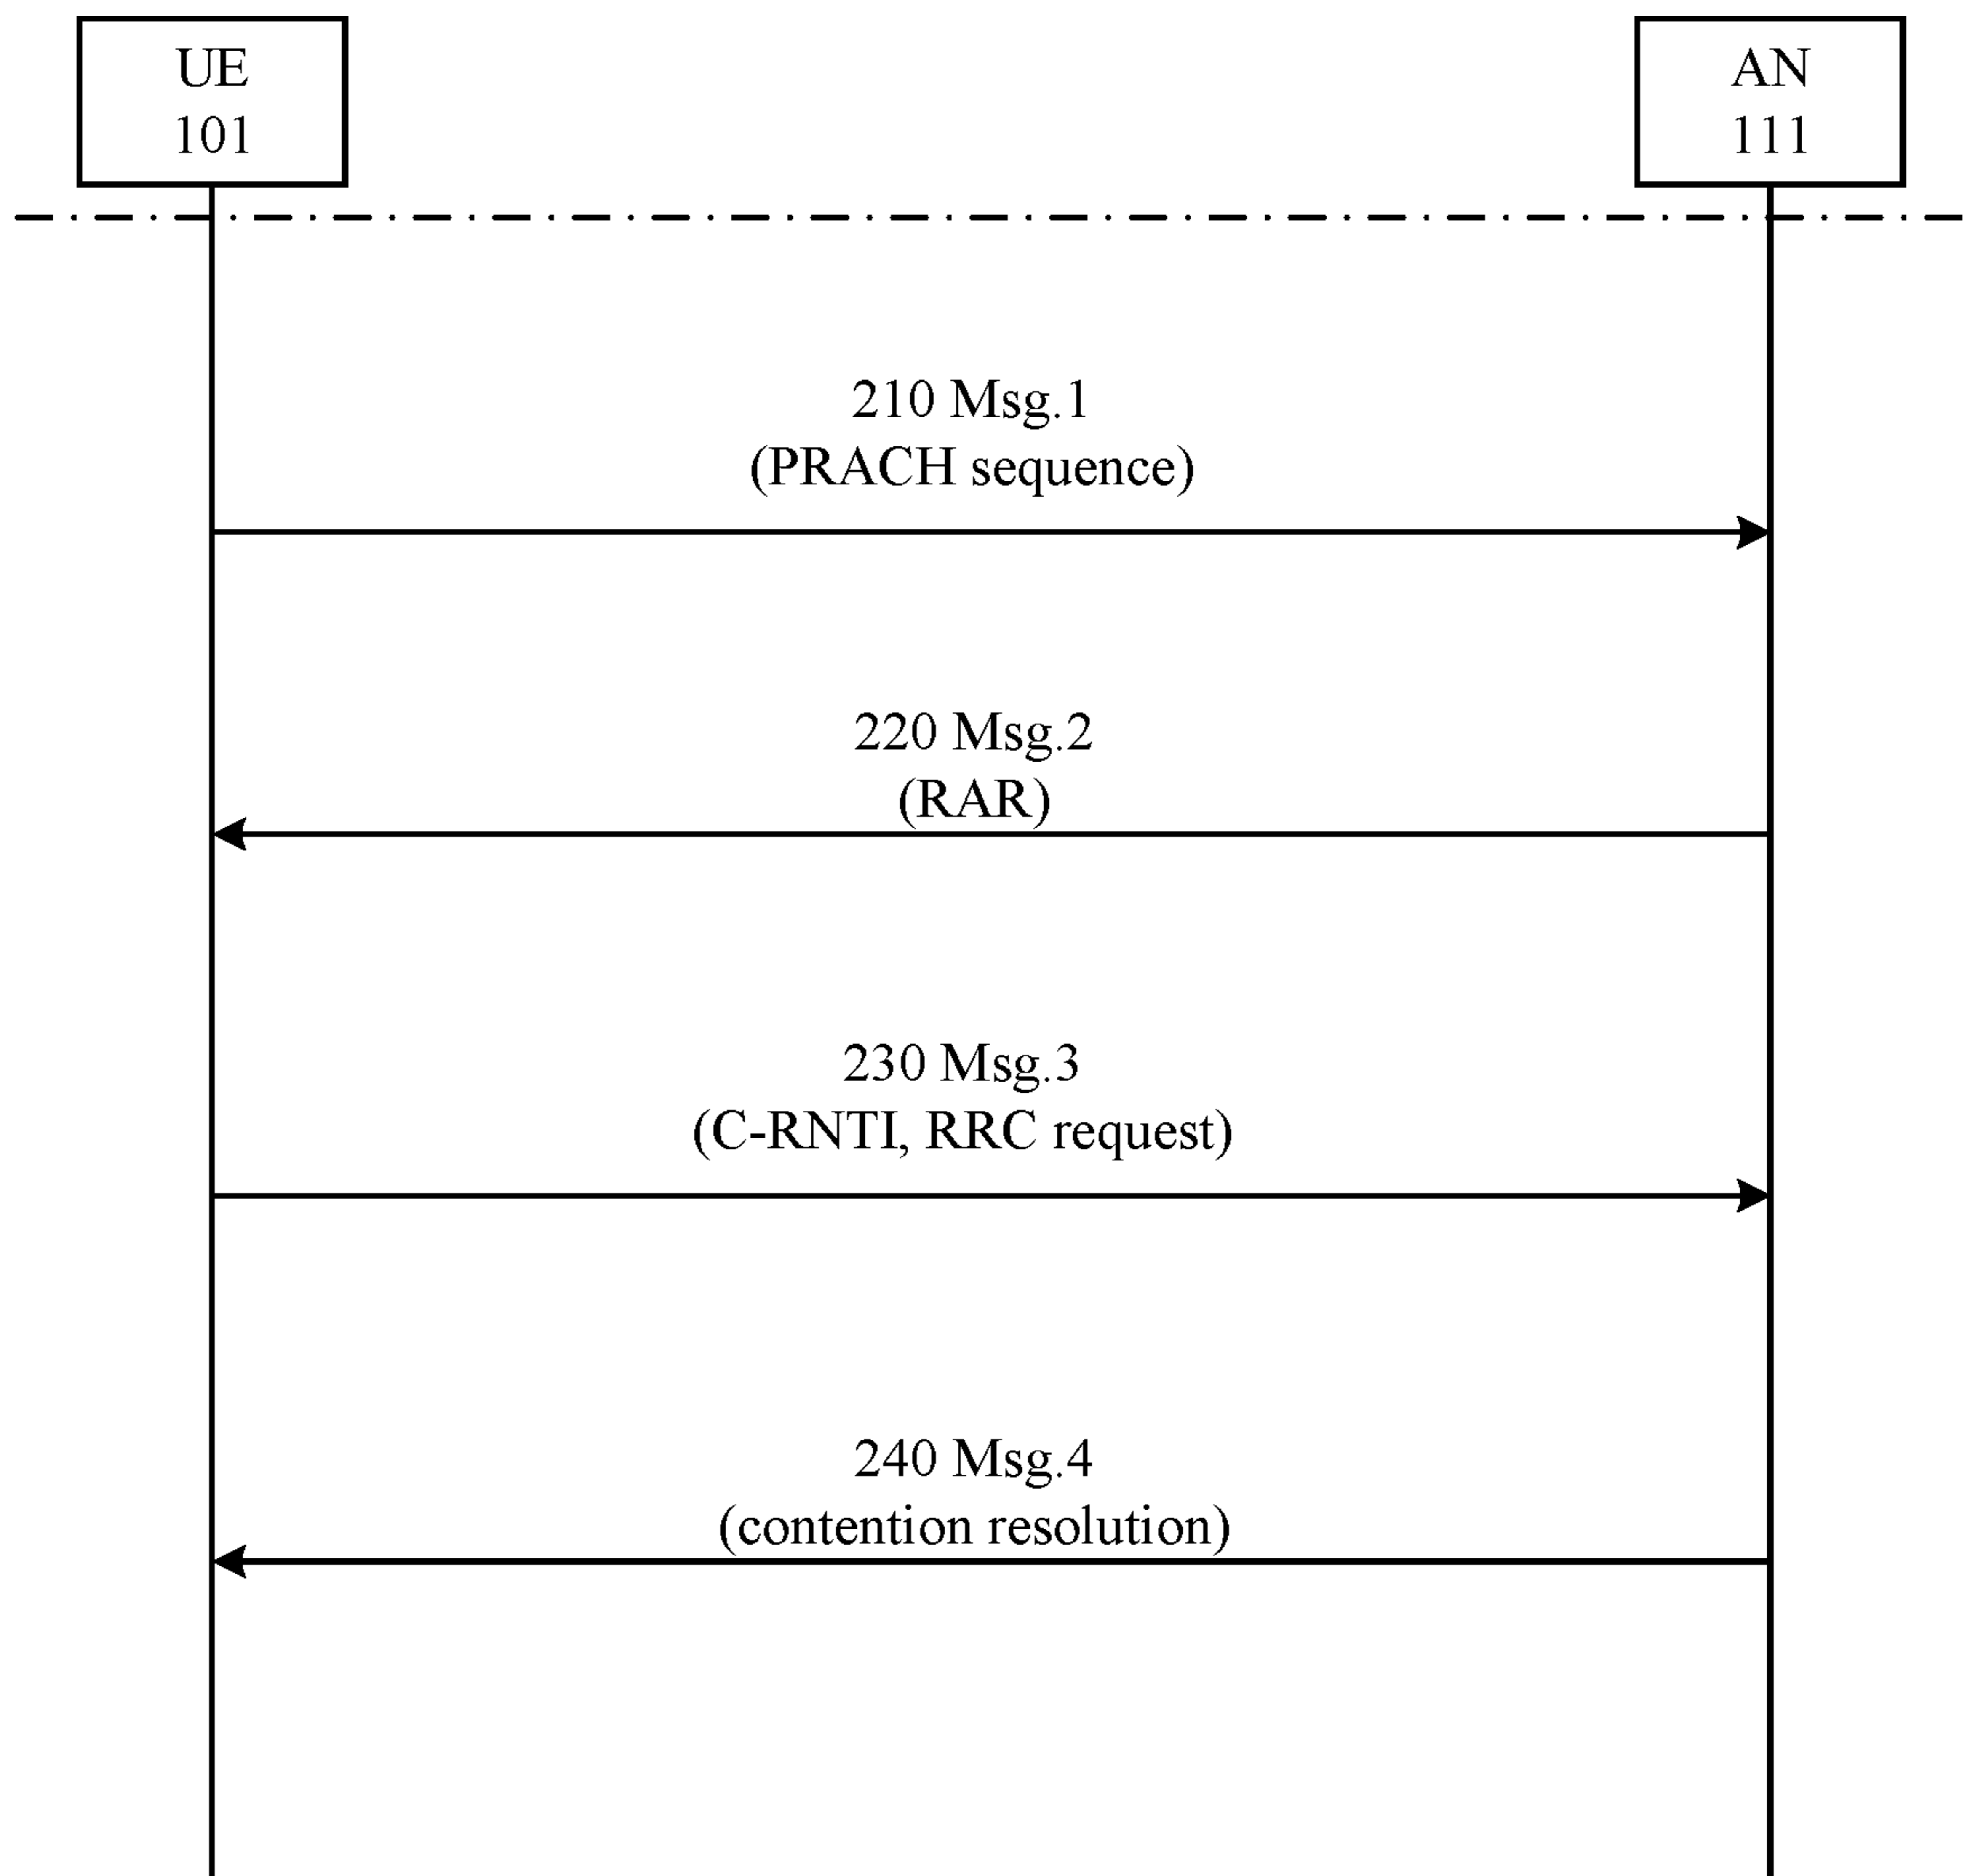 UE
101
AN
111
210 Msg.1
(PRACH sequence)
220 Msg.2
(RAR)
230 Msg.3
(C-RNTI, RRC request)
240 Msg.4
(contention resolution)